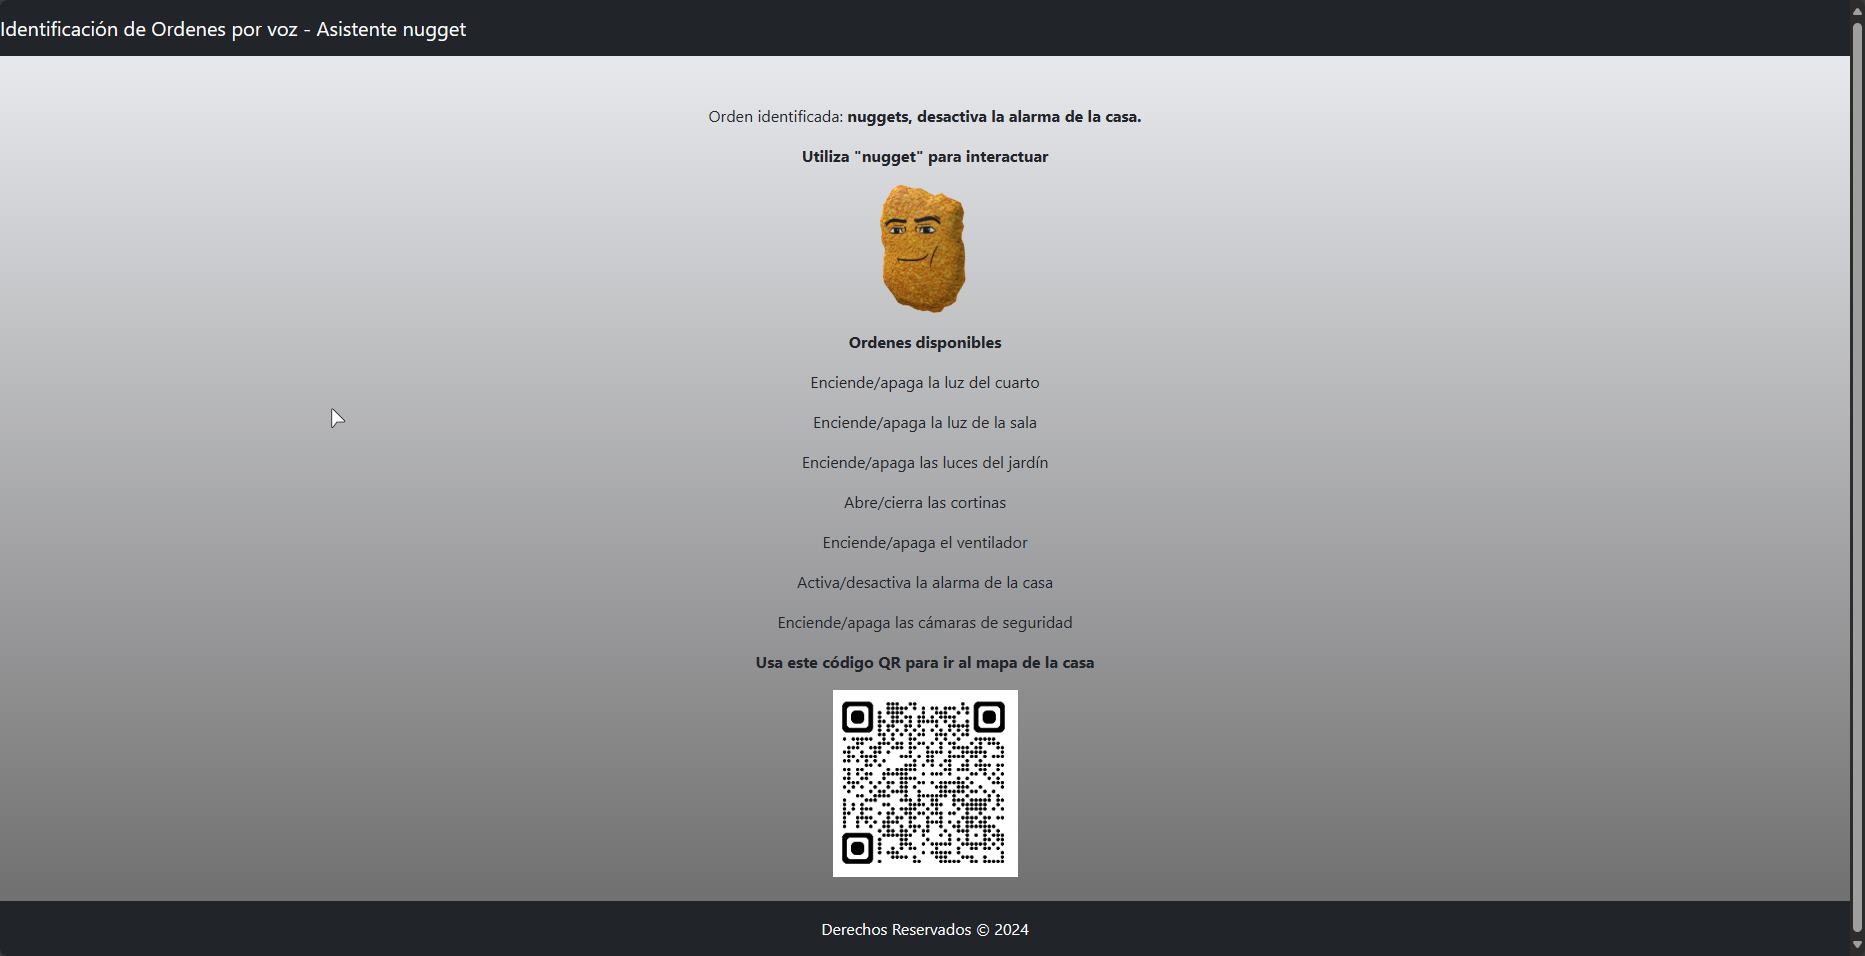 Identificación de Ordenes por voz - Asistente nugget
Orden identificada: nuggets, desactiva la alarma de la casa.
Utiliza "nugget" para interactuar
Ordenes disponibles
Enciende/apaga la luz del cuarto
Enciende/apaga la luz de la sala
Enciende/apaga las luces del jardín
Abre/cierra las cortinas
Enciende/apaga el ventilador
Activa/desactiva la alarma de la casa
Enciende/apaga las cámaras de seguridad
Usa este código QR para ir al mapa de la casa
Derechos Reservados © 2024